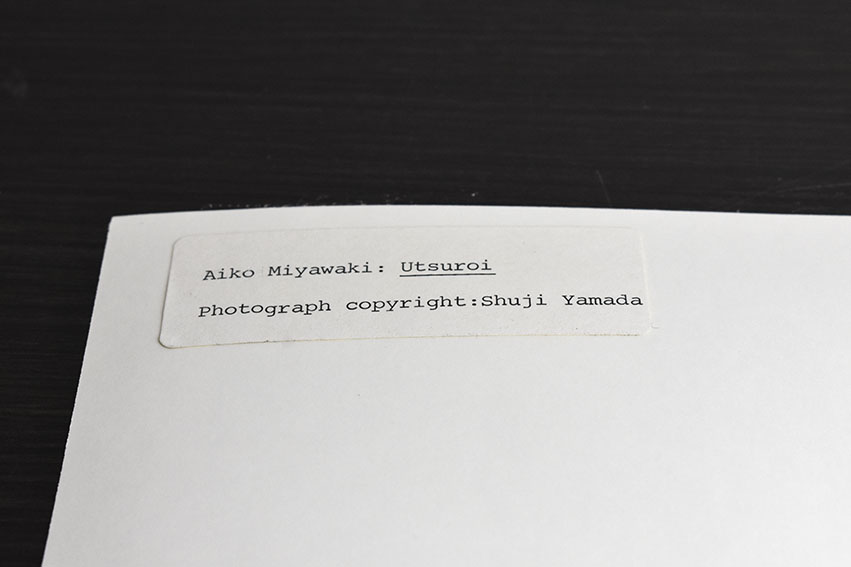 Aiko Miyawaki: Utsuroi
Photograph copyright:Shuji Yamada